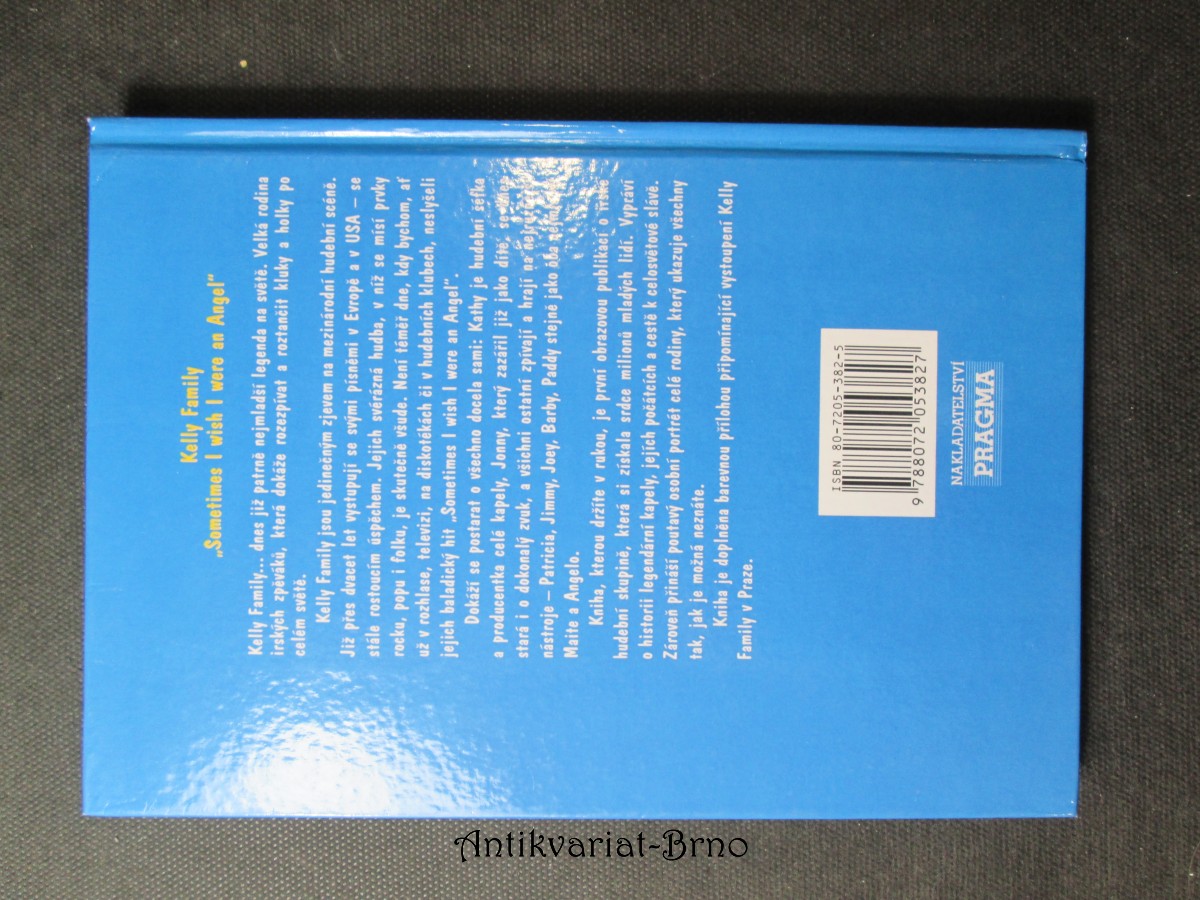 Kelly Family
„Sometimes I wish I were an Angel“
Kelly Family... dnes již patrně nejmladší legenda na světě. Velká rodina
irských zpěváků, která dokáže rozezpívat a roztančit kluky a holky po
celém světě.
Kelly Family jsou jedinečným zjevem na mezinárodní hudební scéně.
Již přes dvacet let vystupují se svými písněmi v Evropě a v USA – se
stále rostoucím úspěchem. Jejich svérázná hudba, v níž se mísí prvky
rocku, popu i folku, je skutečně všude. Není téměř dne, kdy bychom, ať
už v rozhlase, televizi, na diskotékách či v hudebních klubech, neslyšeli
jejich baladický hit „Sometimes I wish I were an Angel“.
Dokáží se postarat o všechno docela sami: Kathy je hudební šéfka
a producentka celé kapely, Jonny, který zazářil již jako dítě, se
stará i o dokonalý zvuk, a všichni ostatní zpívají a hrají na
nástroje – Patricia, Jimmy, Joey, Barby, Paddy stejně jako oba
Maite a Angelo.
Kniha, kterou držíte v rukou, je první obrazovou publikací o irské
hudební skupině, která si získala srdce milionů mladých lidí. Vypráví
o historii legendární kapely, jejích počátcích a cestě k celosvětové slávě.
Zároveň přináší poutavý osobní portrét celé rodiny, který ukazuje všechny
tak, jak je možná neznáte.
Kniha je doplněna barevnou přílohou připomínající vystoupení Kelly
Family v Praze.
ISBN 80-7205-382-5
9 788072 053827
NAKLADATELSTVÍ
PRAGMA
Antikvariat-Brno